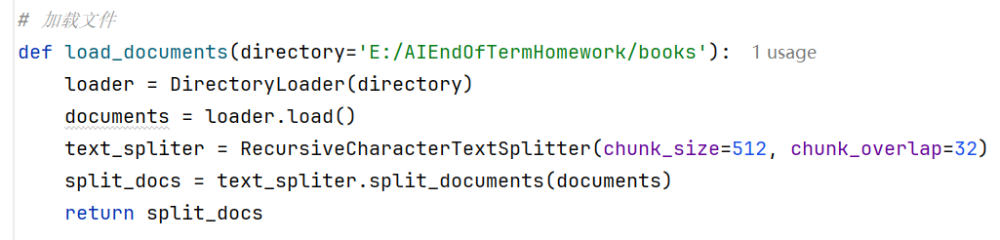 # 加载文件
def load_documents(directory='E:/AIEndOfTermHomework/books'): 1 usage
    loader = DirectoryLoader(directory)
    documents = loader.load()
    text_spliter = RecursiveCharacterTextSplitter(chunk_size=512, chunk_overlap=32)
    split_docs = text_spliter.split_documents(documents)
    return split_docs